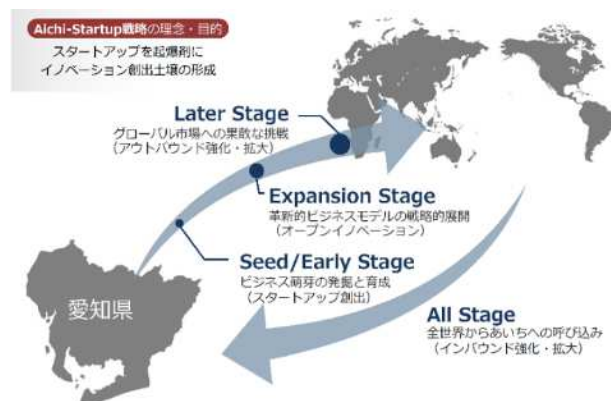 Aichi-Startup戦略の理念・目的
スタートアップを起爆剤に
イノベーション創出土壌の形成
Later Stage
グローバル市場への果敢な挑戦
（アウトバウンド強化・拡大）
Expansion Stage
革新的ビジネスモデルの戦略的展開
（オープンイノベーション）
Seed/Early Stage
ビジネス萌芽の発掘と育成
（スタートアップ創出）
愛知県
All Stage
全世界からあいちへの呼び込み
（インバウンド強化・拡大）